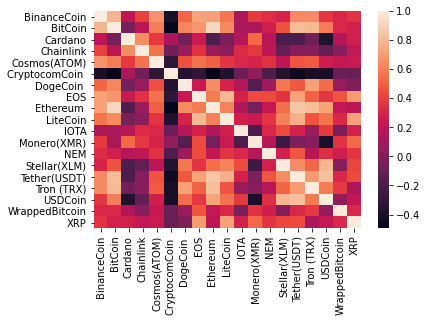 BinanceCoin
BitCoin
Cardano
Chainlink
Cosmos(ATOM)
CryptocomCoin
DogeCoin
EOS
Ethereum
LiteCoin
IOTA
Monero(XMR)
NEM
Stellar(XLM)
Tether(USDT)
Tron (TRX)
USDCoin
WrappedBitcoin
XRP
BinanceCoin
BitCoin
Cardano
Chainlink
Cosmos(ATOM)
CryptocomCoin
DogeCoin
EOS
Ethereum
LiteCoin
IOTA
Monero(XMR)
NEM
Stellar(XLM)
Tether(USDT)
Tron (TRX)
USDCoin
WrappedBitcoin
XRP
1.0
0.8
0.6
0.4
0.2
0.0
−0.2
−0.4